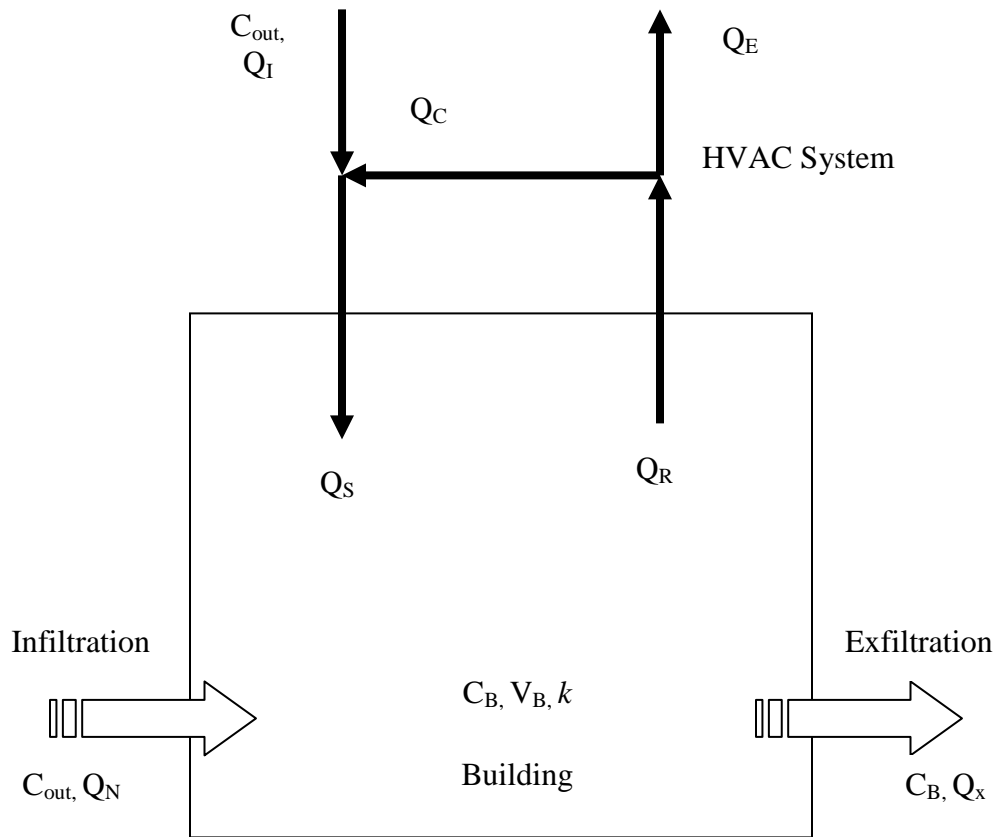 C_out,
Q_I
Q_E
Q_C
HVAC System
Q_S
Q_R
Infiltration
Exfiltration
C_B, V_B, k
C_out, Q_N
Building
C_B, Q_x